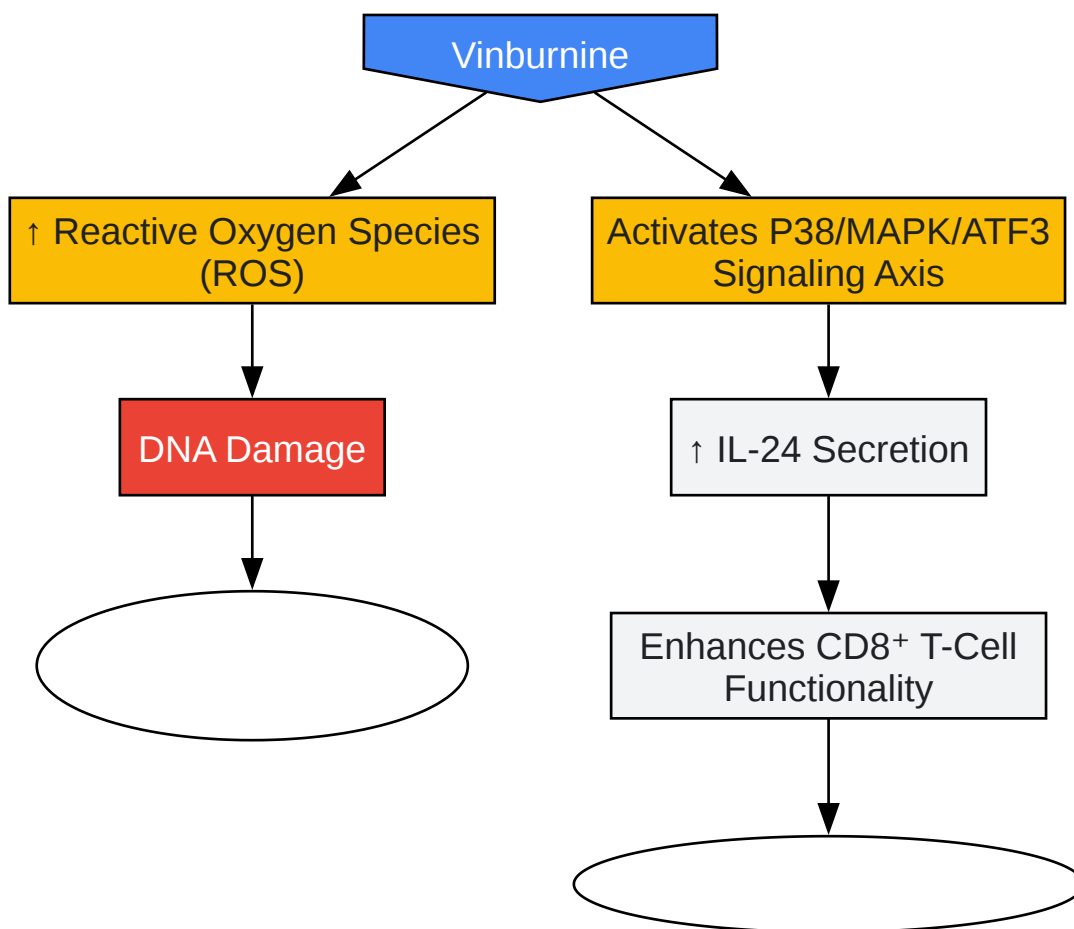 Vinburnine
↑ Reactive Oxygen Species
(ROS)
Activates P38/MAPK/ATF3
Signaling Axis
DNA Damage
↑ IL-24 Secretion
Enhances CD8⁺ T-Cell
Functionality